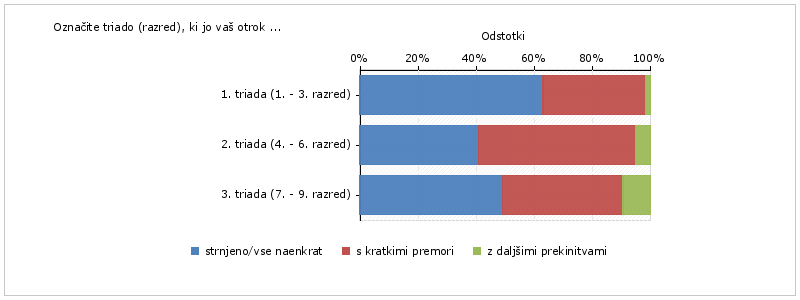 Označite triado (razred), ki jo vaš otrok ...
Odstotki
0% 20% 40% 60% 80% 100%
1. triada (1. - 3. razred)
2. triada (4. - 6. razred)
3. triada (7. - 9. razred)
strnjeno/vse naenkrat s kratkimi premori z daljšimi prekinitvami